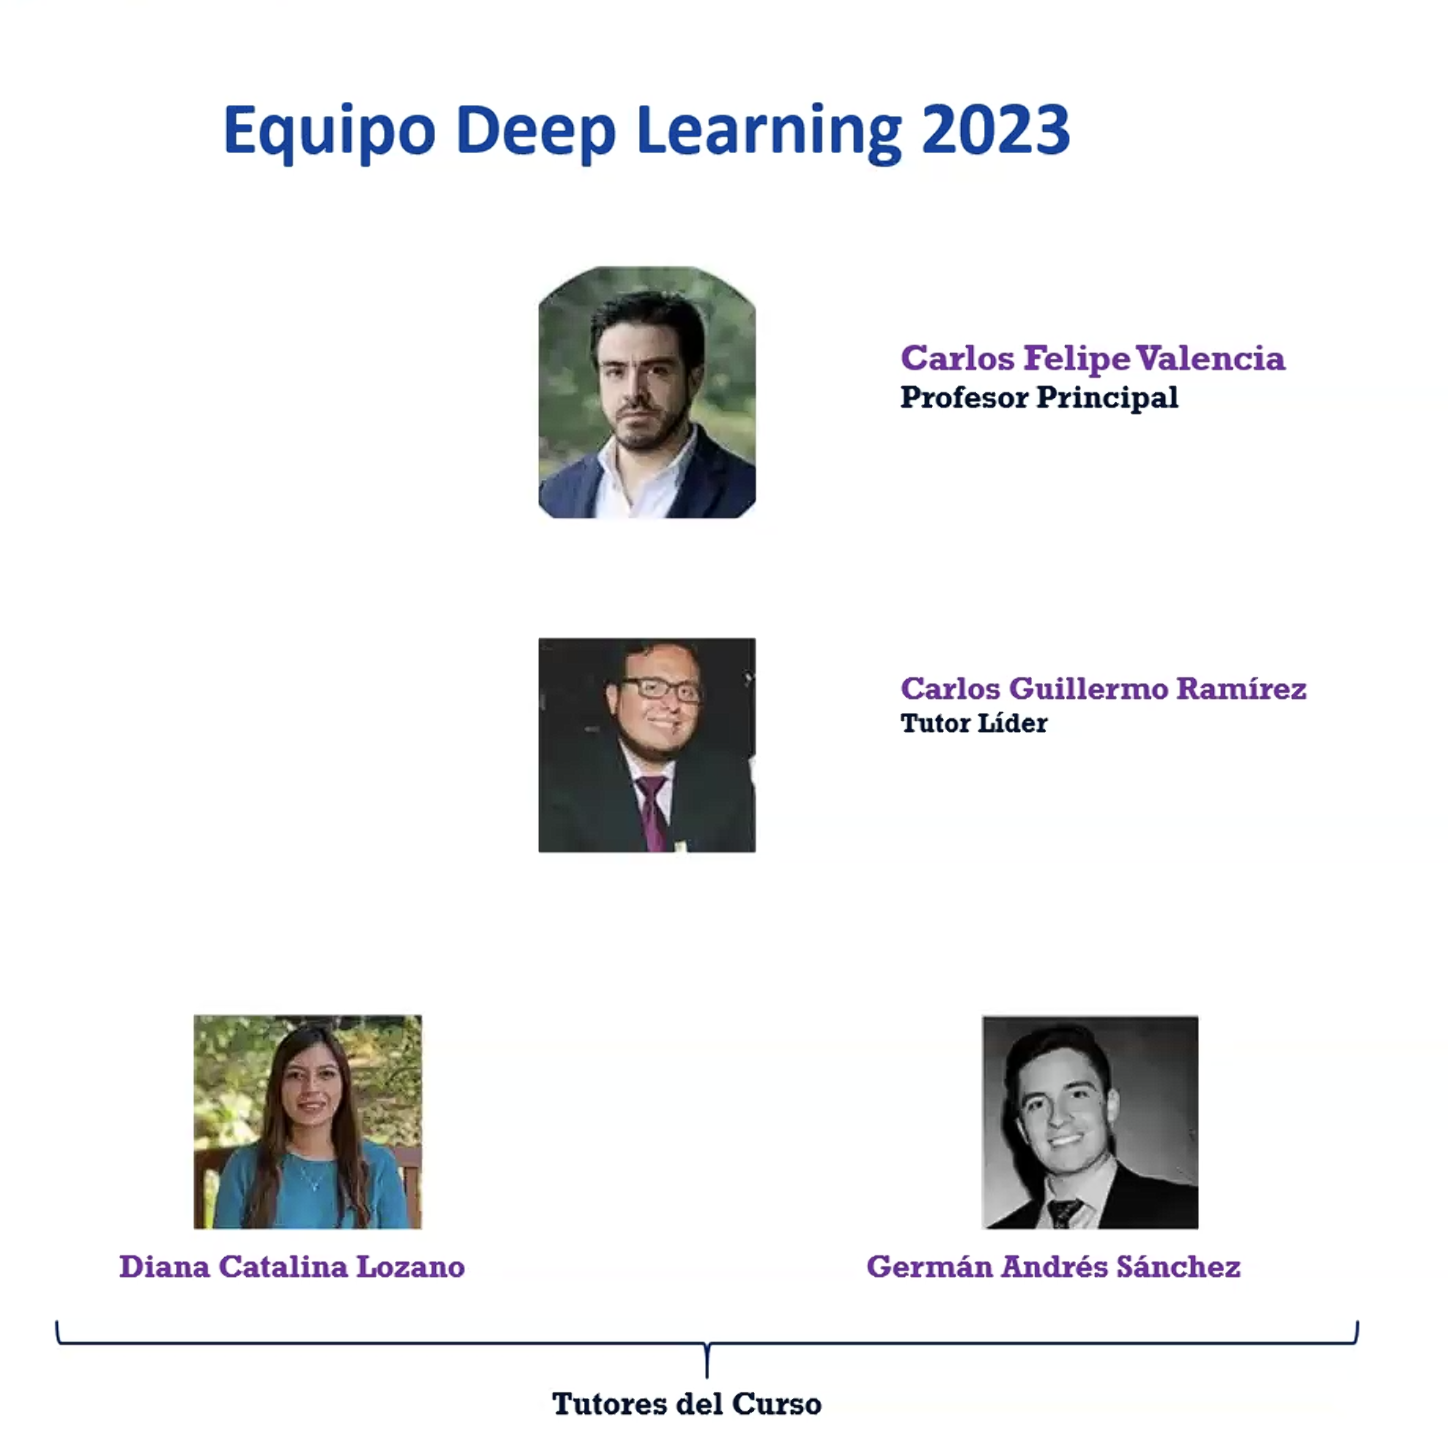 Equipo Deep Learning 2023
Carlos Felipe Valencia
Profesor Principal
Carlos Guillermo Ramírez
Tutor Líder
Diana Catalina Lozano
Germán Andrés Sánchez
Tutores del Curso